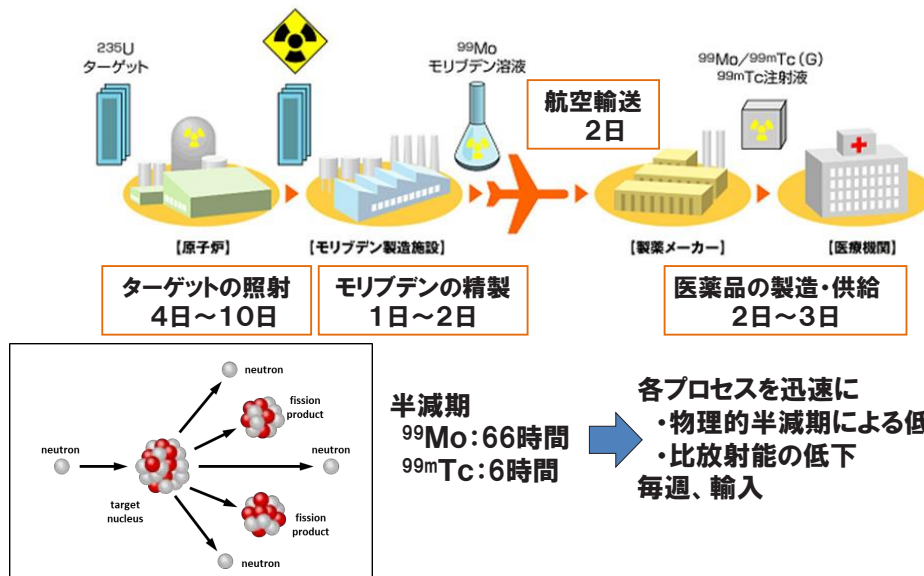 ²³⁵U
ターゲット
⁹⁹Mo
モリブデン溶液
航空輸送
2日
⁹⁹Mo/⁹⁹ᵐTc(G)
⁹⁹ᵐTc注射液
【原子炉】
【モリブデン製造施設】
【製薬メーカー】
【医療機関】
ターゲットの照射
4日～10日
モリブデンの精製
1日～2日
医薬品の製造・供給
2日～3日
neutron
fission
product
neutron
neutron
target
nucleus
fission
product
neutron
半減期
⁹⁹Mo：66時間
⁹⁹ᵐTc：6時間
各プロセスを迅速に
・物理的半減期による低
・比放射能の低下
毎週、輸入